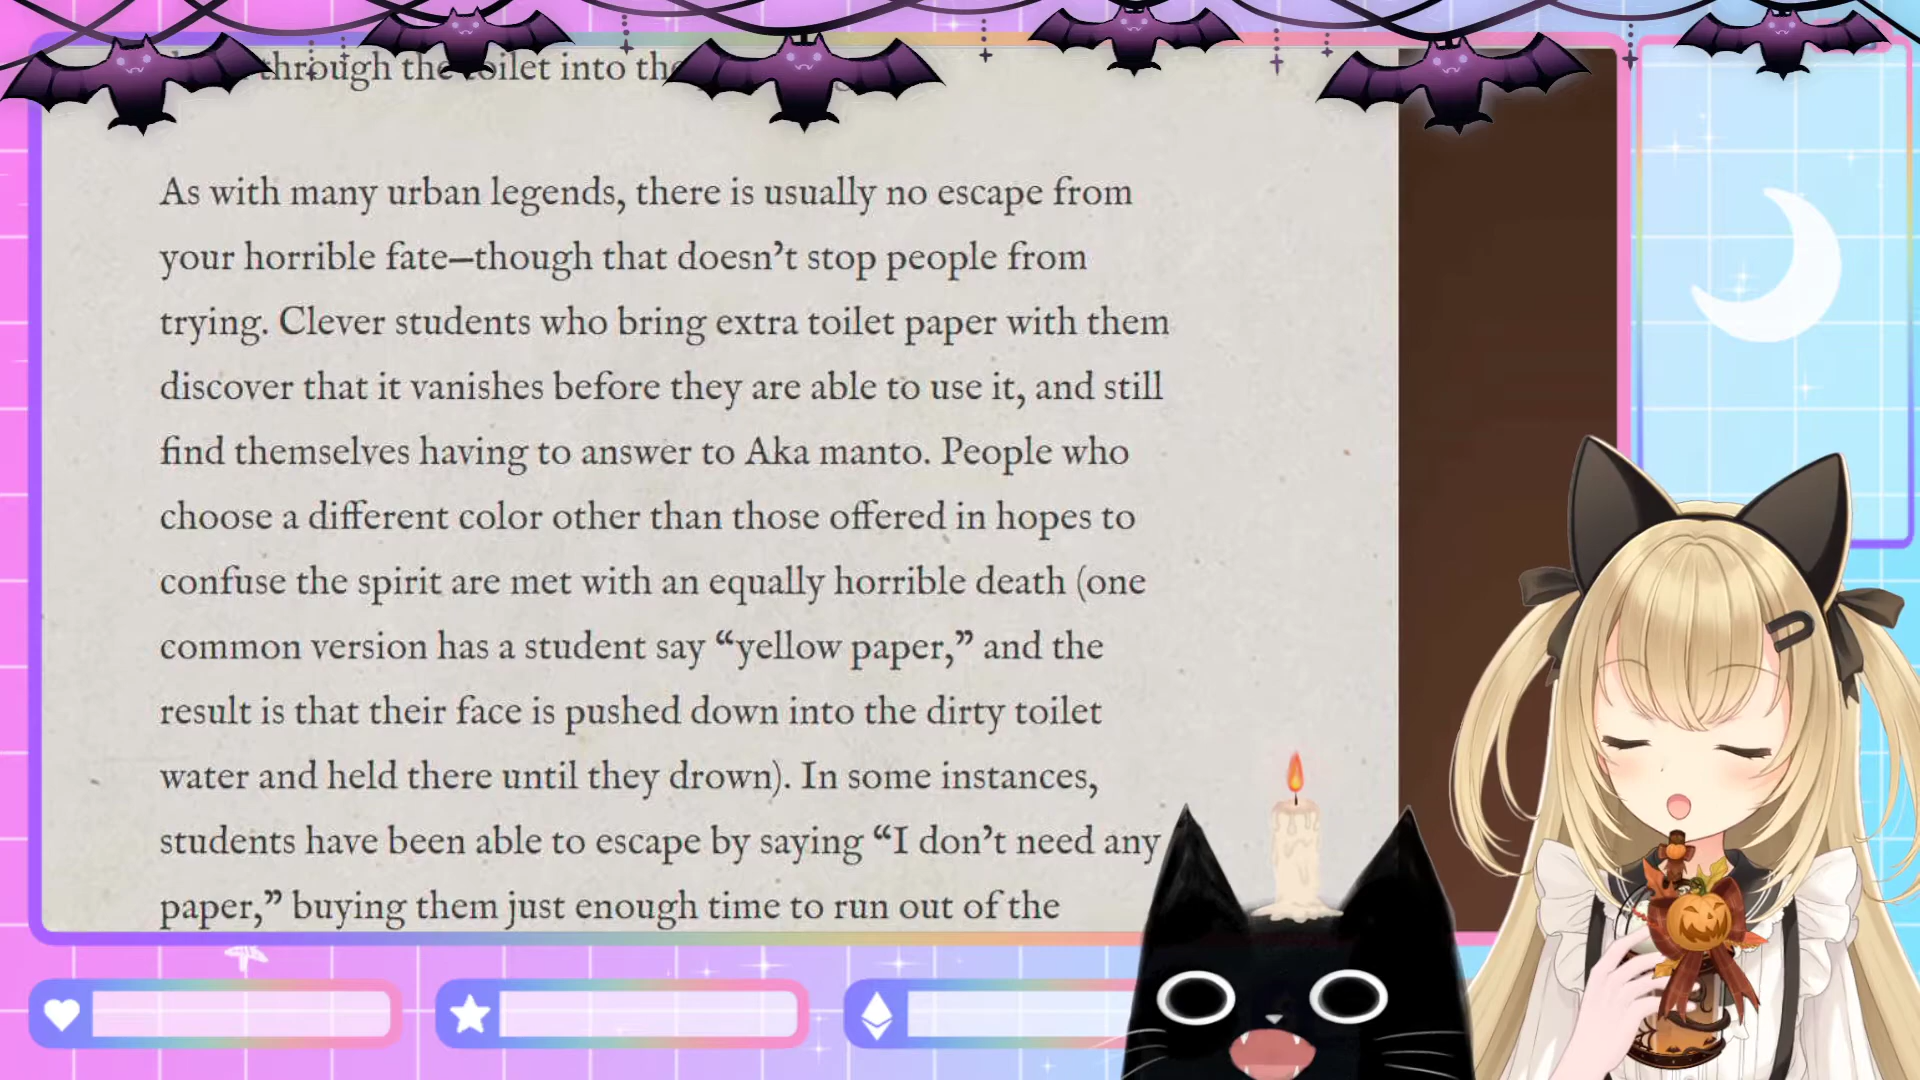 through the toilet into the
As with many urban legends, there is usually no escape from
your horrible fate—though that doesn’t stop people from
trying. Clever students who bring extra toilet paper with them
discover that it vanishes before they are able to use it, and still
find themselves having to answer to Aka manto. People who
choose a different color other than those offered in hopes to
confuse the spirit are met with an equally horrible death (one
common version has a student say “yellow paper,” and the
result is that their face is pushed down into the dirty toilet
water and held there until they drown). In some instances,
students have been able to escape by saying “I don’t need any
paper,” buying them just enough time to run out of the